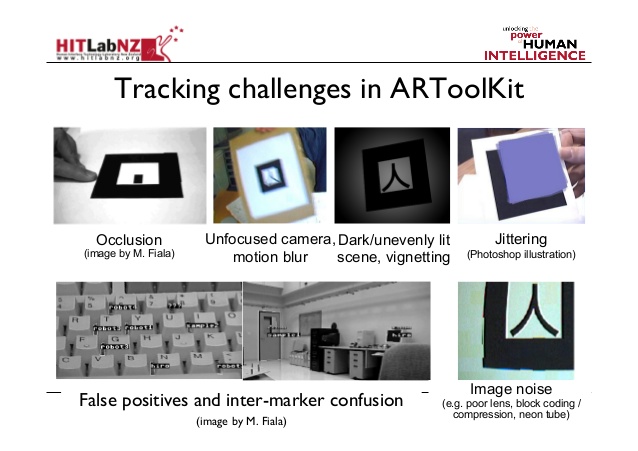 HITLabNZ
www.hitlabnz.org
unlocking the
power of
HUMAN
INTELLIGENCE
Tracking challenges in ARToolKit
Occlusion
(image by M. Fiala)
Unfocused camera,
motion blur
Dark/unevenly lit
scene, vignetting
Jittering
(Photoshop illustration)
False positives and inter-marker confusion
(image by M. Fiala)
Image noise
(e.g. poor lens, block coding /
compression, neon tube)